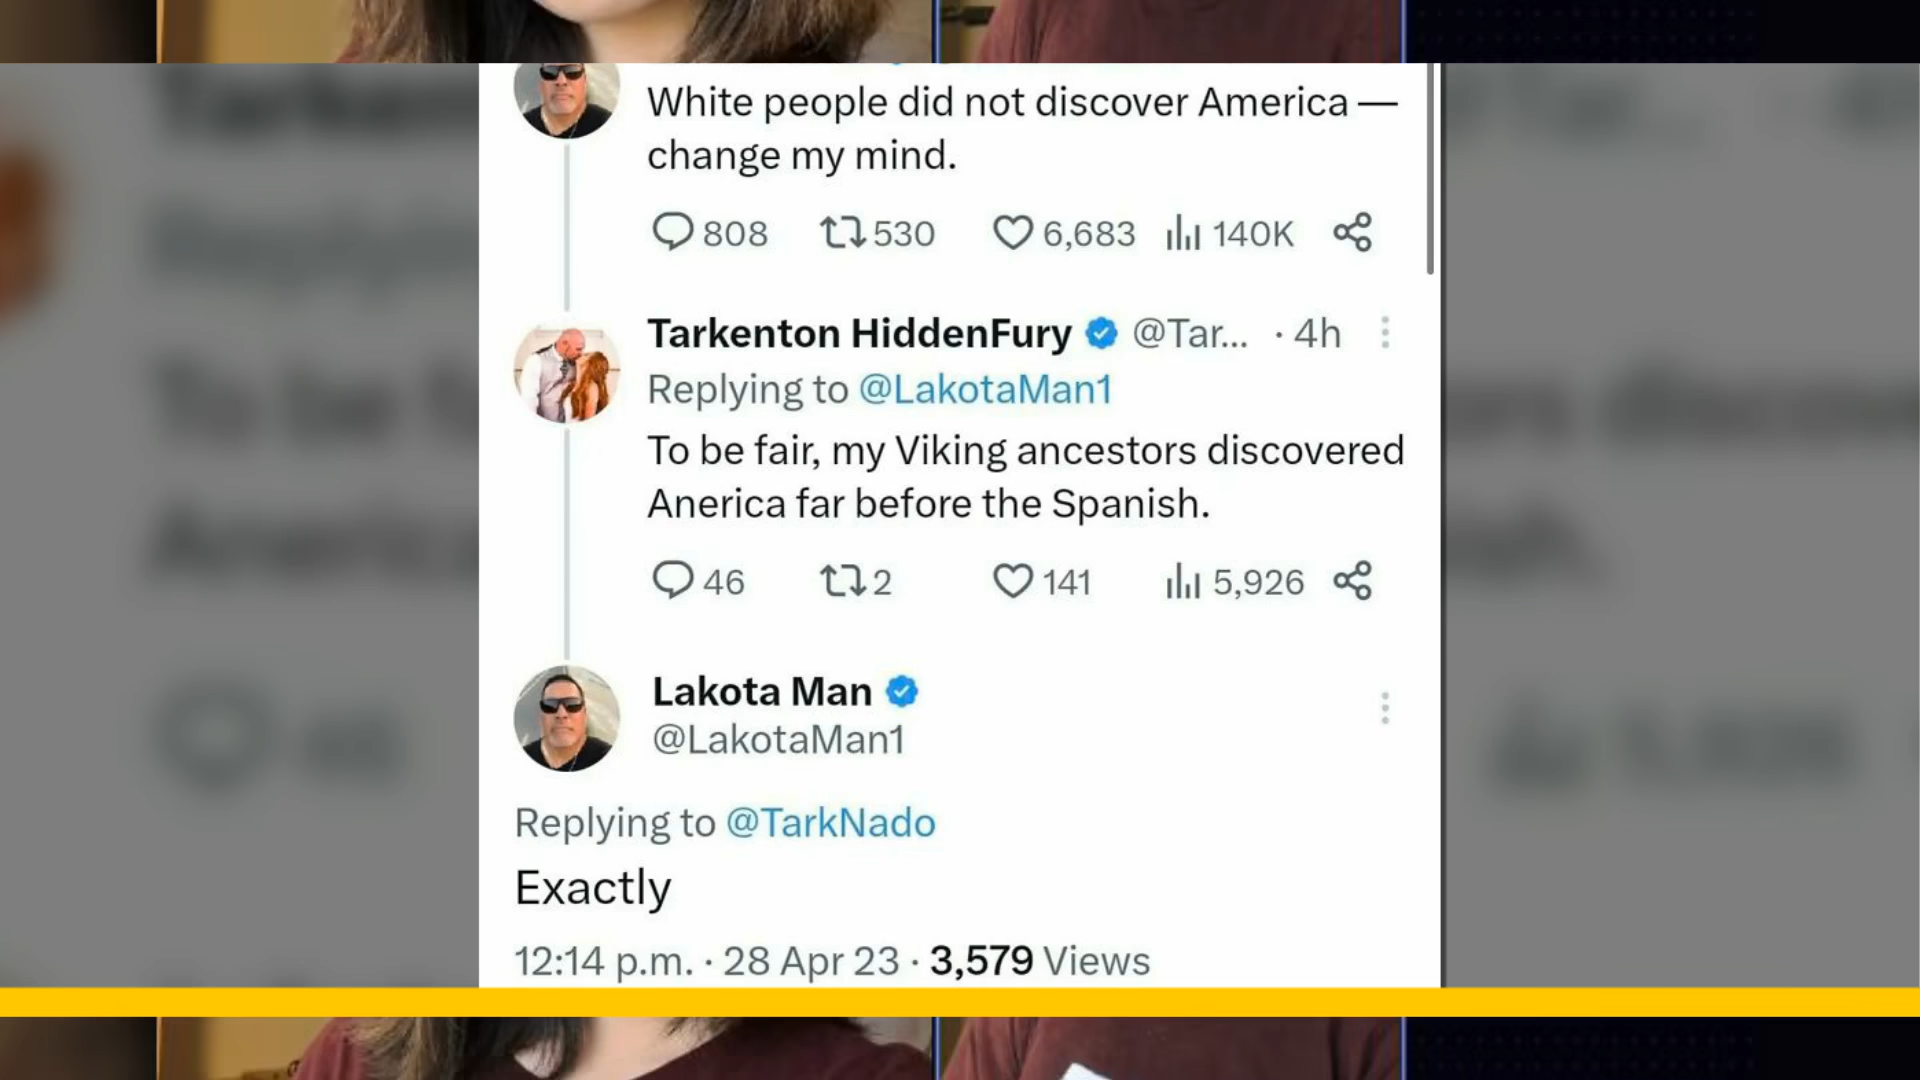 White people did not discover America —
change my mind.
808 530 6,683 140K
Tarkenton HiddenFury @Tar... · 4h
Replying to @LakotaMan1
To be fair, my Viking ancestors discovered
Anerica far before the Spanish.
46 2 141 5,926
Lakota Man
@LakotaMan1
Replying to @TarkNado
Exactly
12:14 p.m. · 28 Apr 23 · 3,579 Views